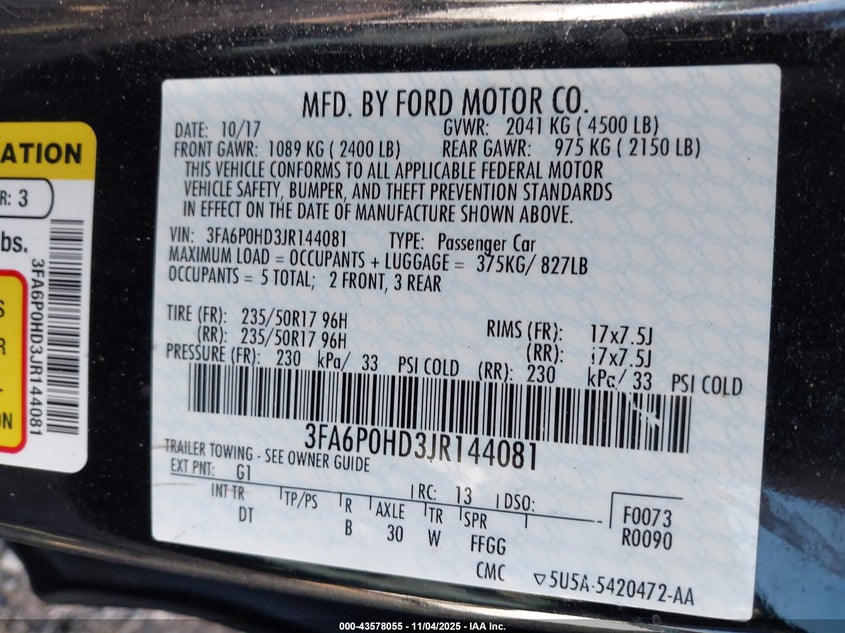 ATION
R: 3
bs.
S
R
L.
ON
3FA6P0HD3JR144081
MFD. BY FORD MOTOR CO.
DATE: 10/17 GVWR: 2041 KG ( 4500 LB)
FRONT GAWR: 1089 KG ( 2400 LB) REAR GAWR: 975 KG ( 2150 LB)
THIS VEHICLE CONFORMS TO ALL APPLICABLE FEDERAL MOTOR
VEHICLE SAFETY, BUMPER, AND THEFT PREVENTION STANDARDS
IN EFFECT ON THE DATE OF MANUFACTURE SHOWN ABOVE.
VIN: 3FA6P0HD3JR144081 TYPE: Passenger Car
MAXIMUM LOAD = OCCUPANTS + LUGGAGE = 375KG/ 827LB
OCCUPANTS = 5 TOTAL; 2 FRONT, 3 REAR
TIRE (FR): 235/50R17 96H RIMS (FR): 17x7.5J
(RR): 235/50R17 96H (RR): 17x7.5J
PRESSURE (FR): 230 kPa/ 33 PSI COLD (RR): 230 kPa/ 33 PSI COLD
3FA6P0HD3JR144081
TRAILER TOWING - SEE OWNER GUIDE
EXT PNT: G1 RC: 13 DSO:
INT TR TP/PS R AXLE TR SPR F0073
DT B 30 W FFGG R0090
CMC ▽5U5A-5420472-AA
000-43578055 - 11/04/2025 - IAA Inc.